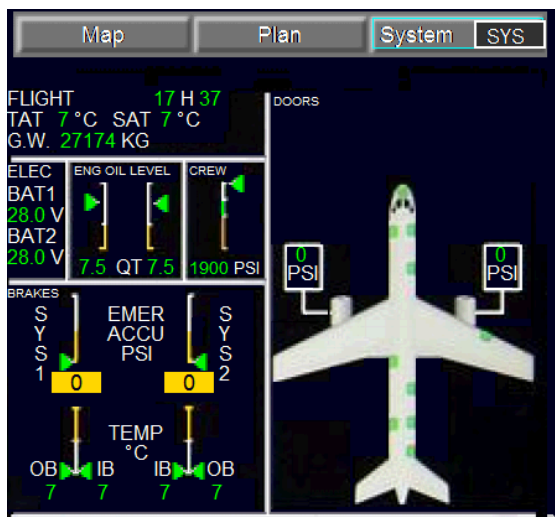 Map Plan System SYS
FLIGHT 17 H 37
TAT 7 °C SAT 7 °C
G.W. 27174 KG
DOORS
ELEC
BAT1
28.0 V
BAT2
28.0 V
ENG OIL LEVEL
7.5 QT 7.5
CREW
1900 PSI
0
PSI
0
PSI
BRAKES
SYS1
EMER
ACCU
PSI
SYS2
0 0
TEMP
°C
OB IB IB OB
7 7 7 7